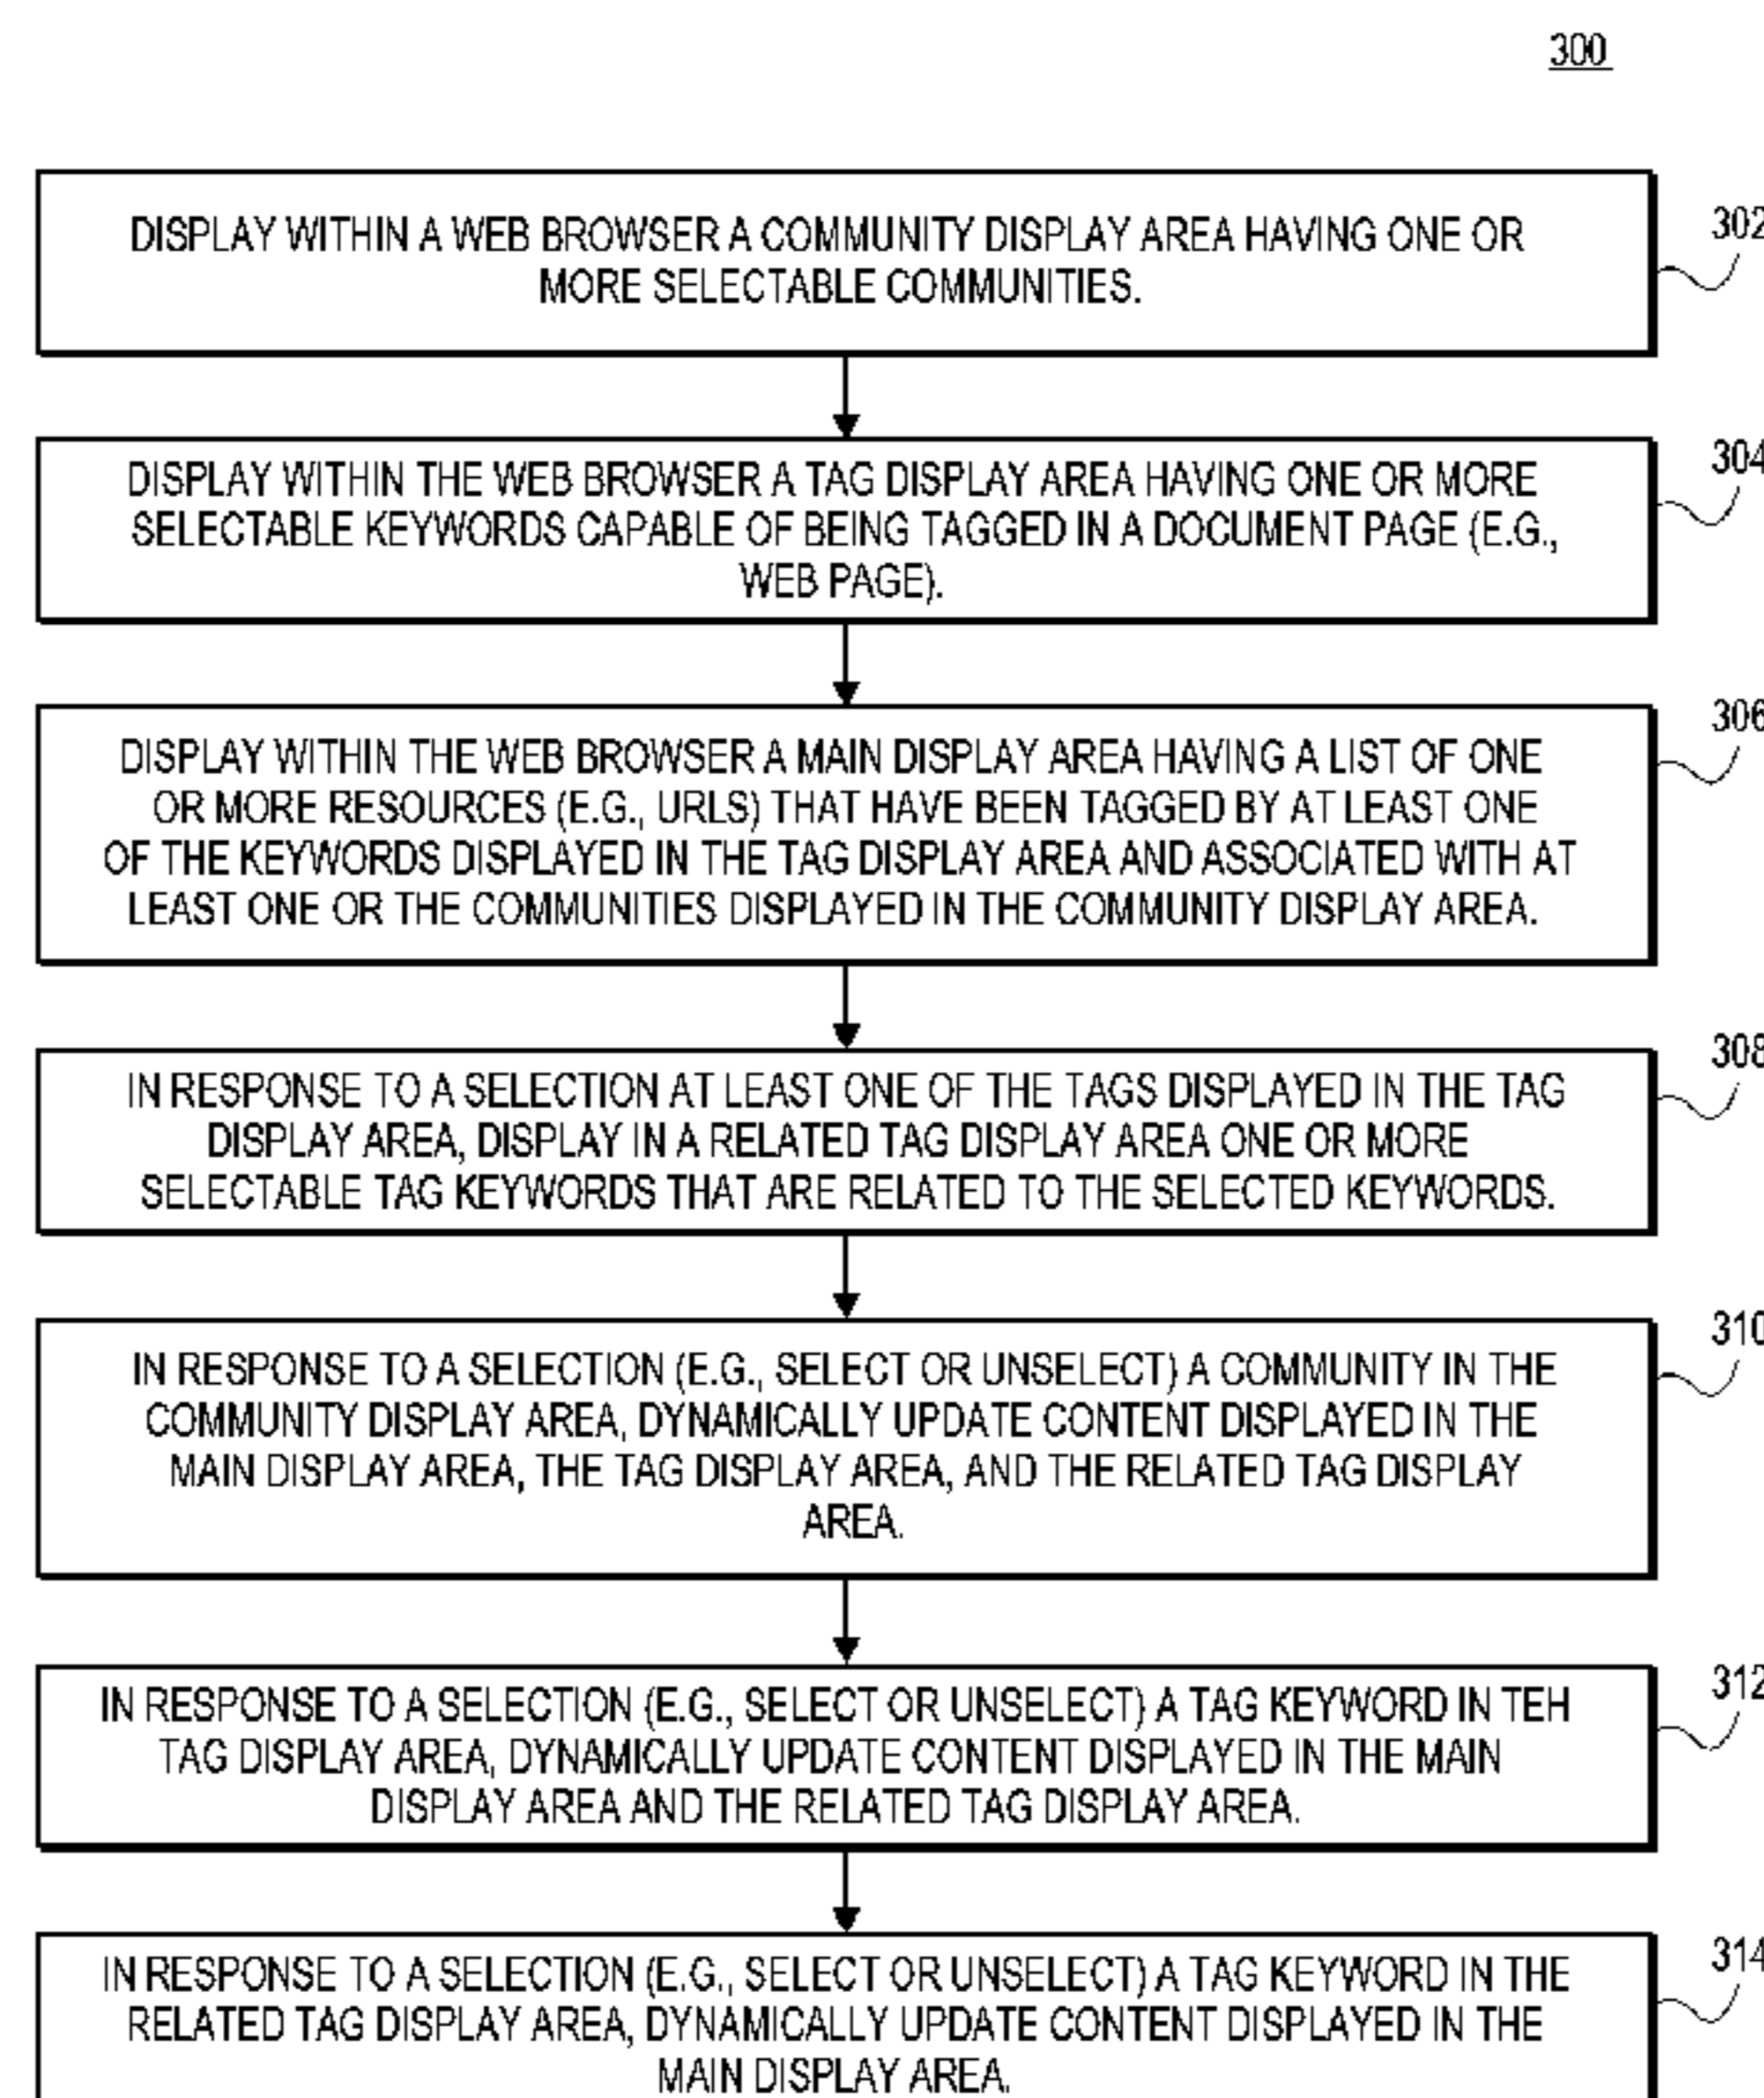 300
DISPLAY WITHIN A WEB BROWSER A COMMUNITY DISPLAY AREA HAVING ONE OR
MORE SELECTABLE COMMUNITIES.
302
DISPLAY WITHIN THE WEB BROWSER A TAG DISPLAY AREA HAVING ONE OR MORE
SELECTABLE KEYWORDS CAPABLE OF BEING TAGGED IN A DOCUMENT PAGE (E.G.,
WEB PAGE).
304
DISPLAY WITHIN THE WEB BROWSER A MAIN DISPLAY AREA HAVING A LIST OF ONE
OR MORE RESOURCES (E.G., URLS) THAT HAVE BEEN TAGGED BY AT LEAST ONE
OF THE KEYWORDS DISPLAYED IN THE TAG DISPLAY AREA AND ASSOCIATED WITH AT
LEAST ONE OR THE COMMUNITIES DISPLAYED IN THE COMMUNITY DISPLAY AREA.
306
IN RESPONSE TO A SELECTION AT LEAST ONE OF THE TAGS DISPLAYED IN THE TAG
DISPLAY AREA, DISPLAY IN A RELATED TAG DISPLAY AREA ONE OR MORE
SELECTABLE TAG KEYWORDS THAT ARE RELATED TO THE SELECTED KEYWORDS.
308
IN RESPONSE TO A SELECTION (E.G., SELECT OR UNSELECT) A COMMUNITY IN THE
COMMUNITY DISPLAY AREA, DYNAMICALLY UPDATE CONTENT DISPLAYED IN THE
MAIN DISPLAY AREA, THE TAG DISPLAY AREA, AND THE RELATED TAG DISPLAY
AREA.
310
IN RESPONSE TO A SELECTION (E.G., SELECT OR UNSELECT) A TAG KEYWORD IN TEH
TAG DISPLAY AREA, DYNAMICALLY UPDATE CONTENT DISPLAYED IN THE MAIN
DISPLAY AREA AND THE RELATED TAG DISPLAY AREA.
312
IN RESPONSE TO A SELECTION (E.G., SELECT OR UNSELECT) A TAG KEYWORD IN THE
RELATED TAG DISPLAY AREA, DYNAMICALLY UPDATE CONTENT DISPLAYED IN THE
MAIN DISPLAY AREA.
314